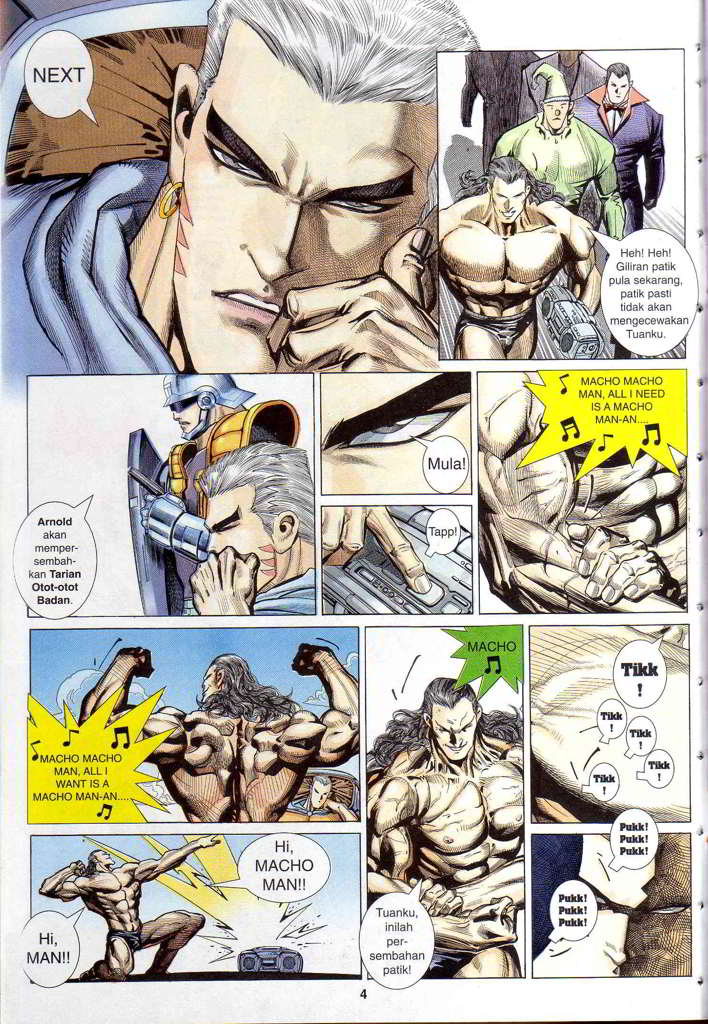 NEXT
Heh! Heh!
Giliran patik
pula sekarang,
patik pasti
tidak akan
mengecewakan
Tuanku.
Arnold
akan
memper-
sembah-
kan Tarian
Otot-otot
Badan.
Mula!
Tapp!
MACHO MACHO
MAN, ALL I NEED
IS A MACHO
MAN-AN....
MACHO MACHO
MAN, ALL I
WANT IS A
MACHO MAN-AN....
MACHO
Tuanku,
inilah
per-
sembahan
patik!
Tikk
!
Tikk
!
Tikk
!
Tikk
!
Tikk
!
Hi,
MAN!!
Hi,
MACHO
MAN!!
Pukk!
Pukk!
Pukk!
Pukk!
Pukk!
Pukk!
4